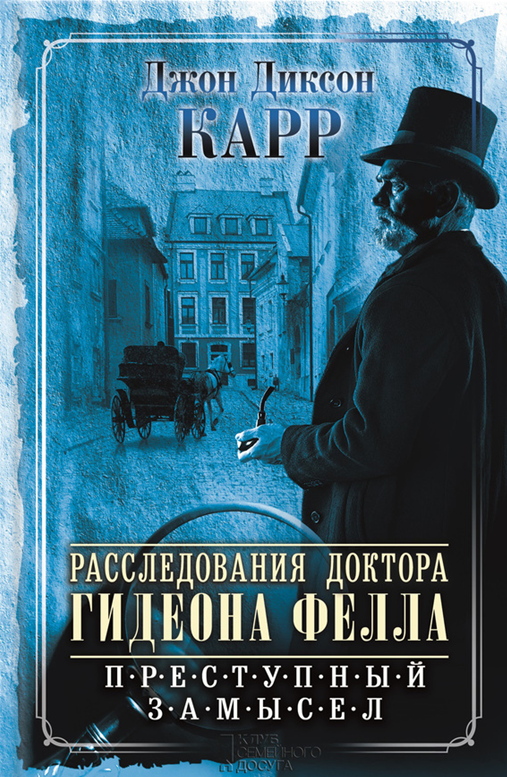 Джон Диксон
КАРР
РАССЛЕДОВАНИЯ ДОКТОРА
ГИДЕОНА ФЕЛЛА
П·Р·Е·С·Т·У·П·Н·Ы·Й
З·А·М·Ы·С·Е·Л
КЛУБ
СЕМЕЙНОГО
ДОСУГА